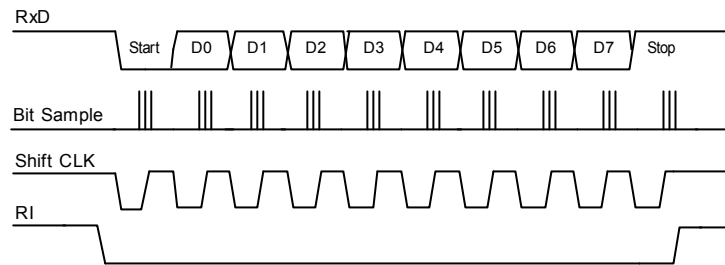 RxD
Start D0 D1 D2 D3 D4 D5 D6 D7 Stop
Bit Sample
Shift CLK
RI